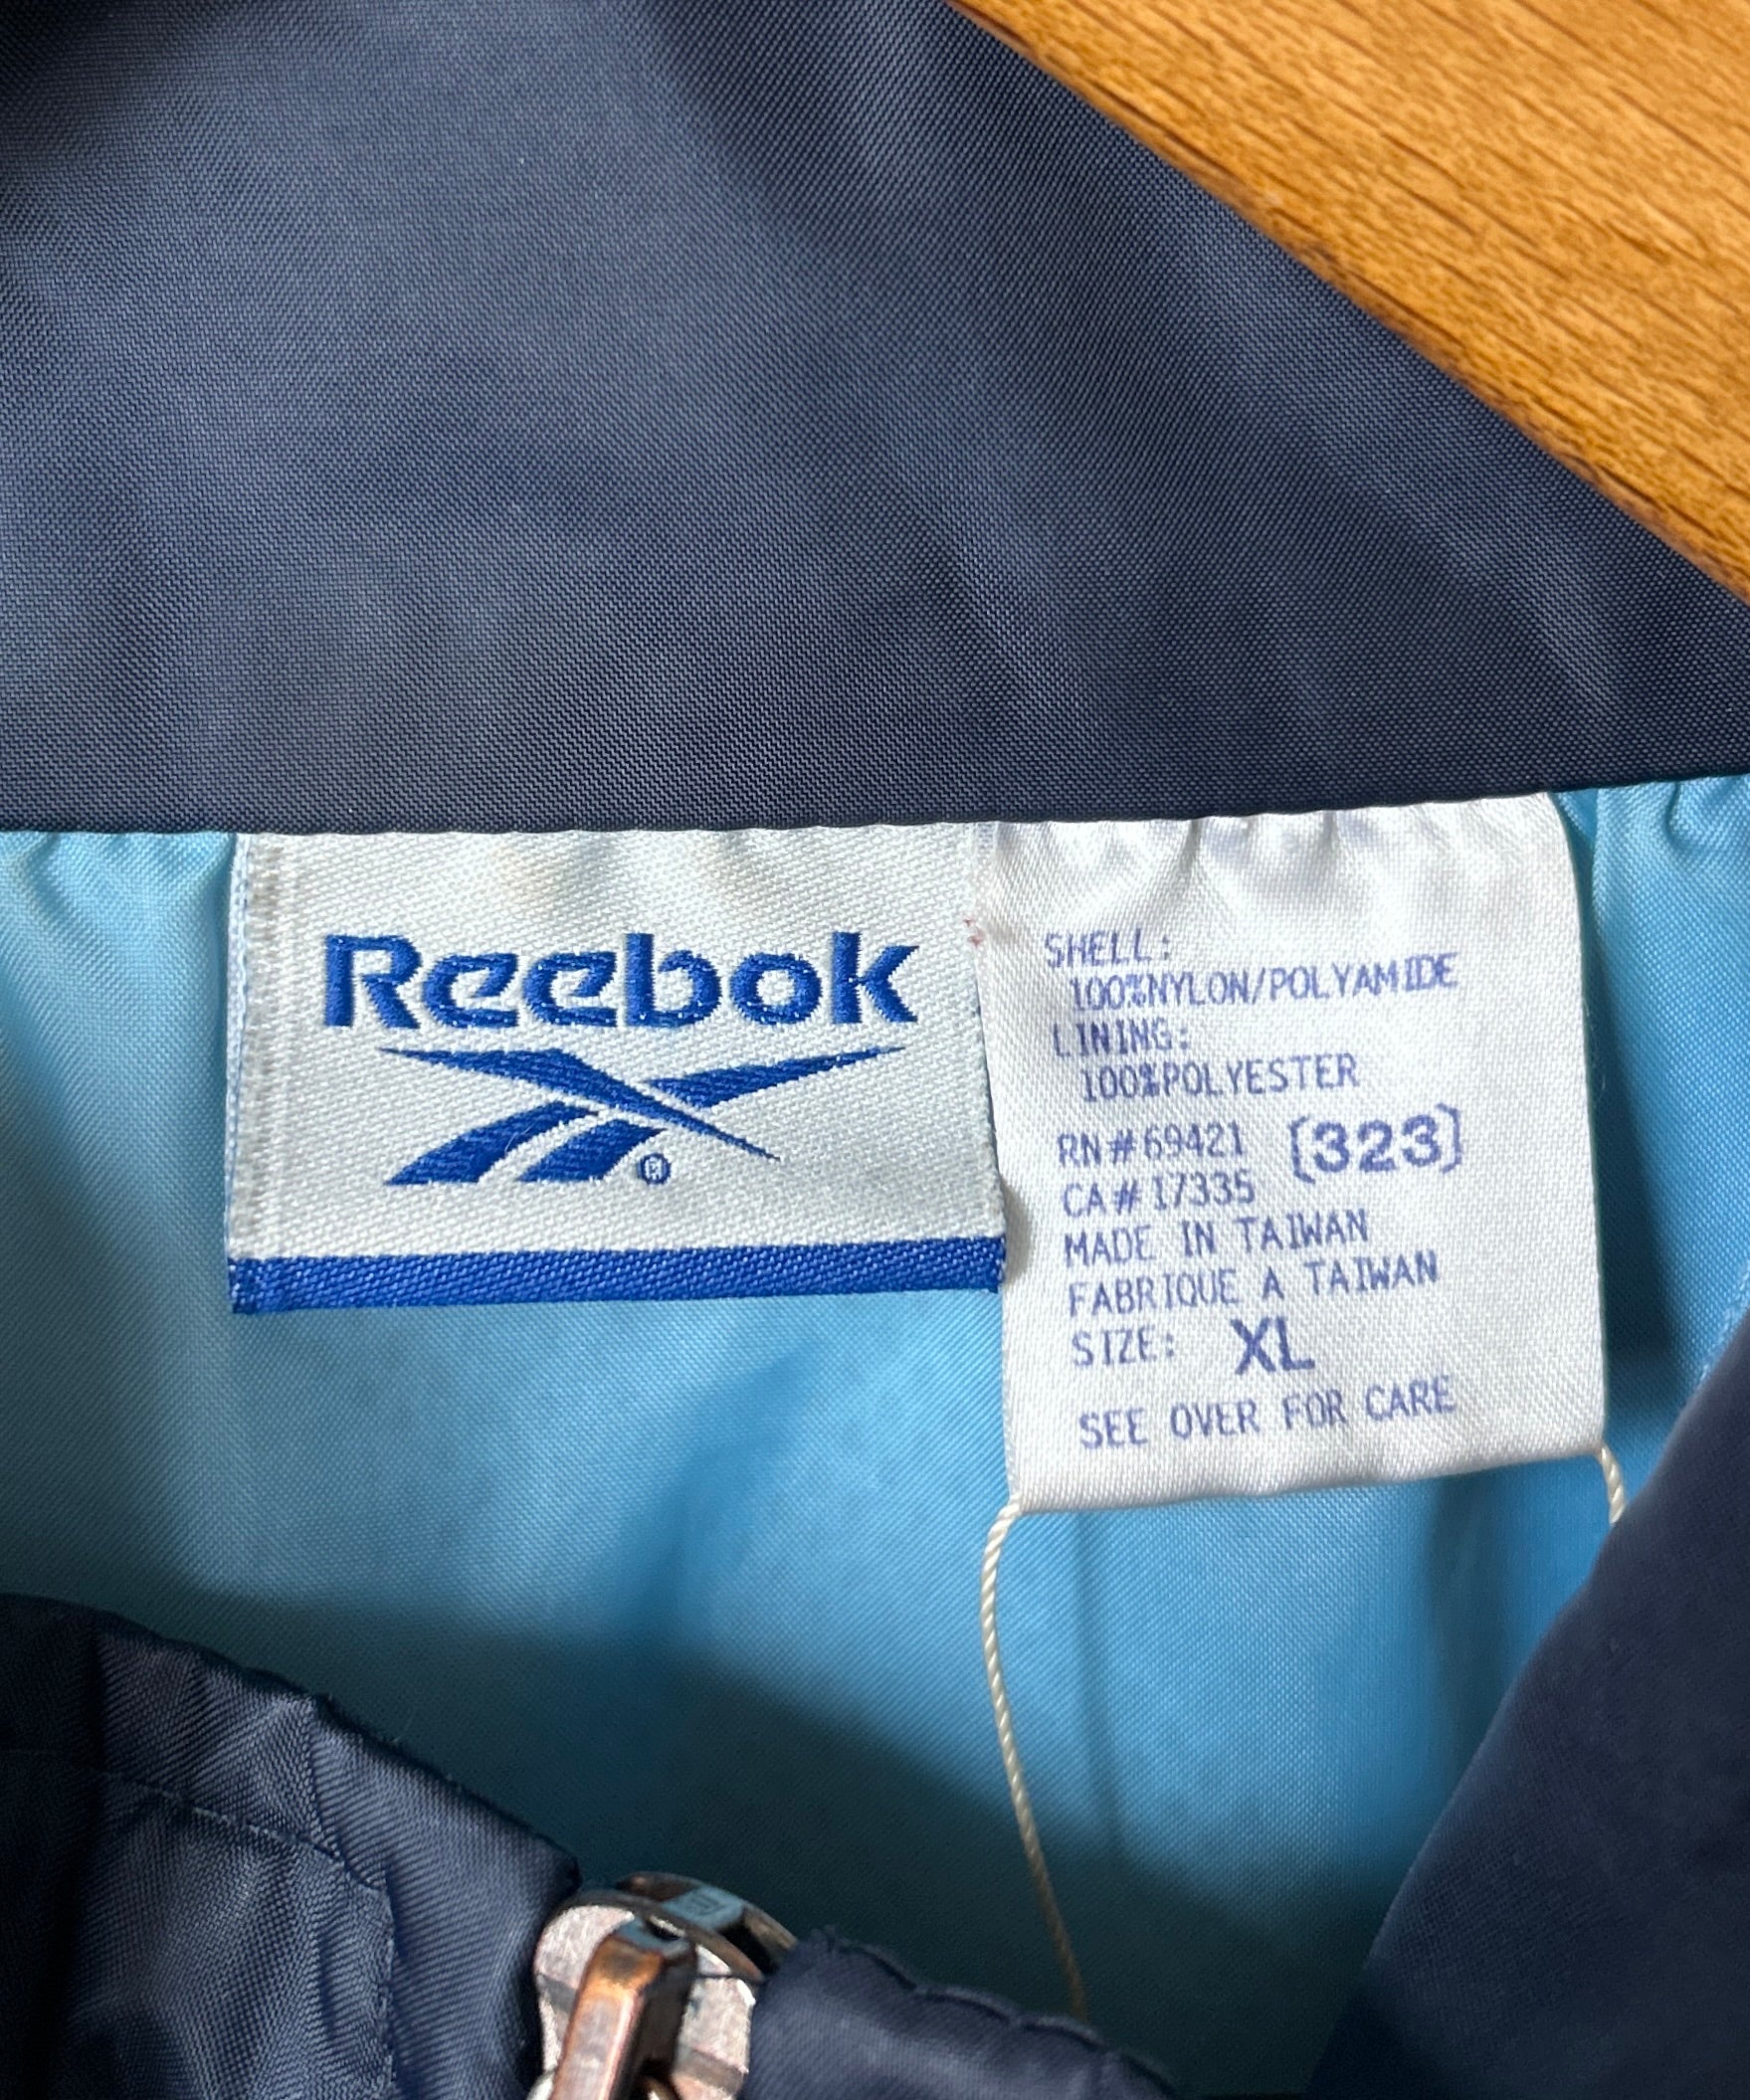 Reebok
®
SHELL:
100%NYLON/POLYAMIDE
LINING:
100%POLYESTER
RN#69421 [323]
CA#17335
MADE IN TAIWAN
FABRIQUE A TAIWAN
SIZE: XL
SEE OVER FOR CARE